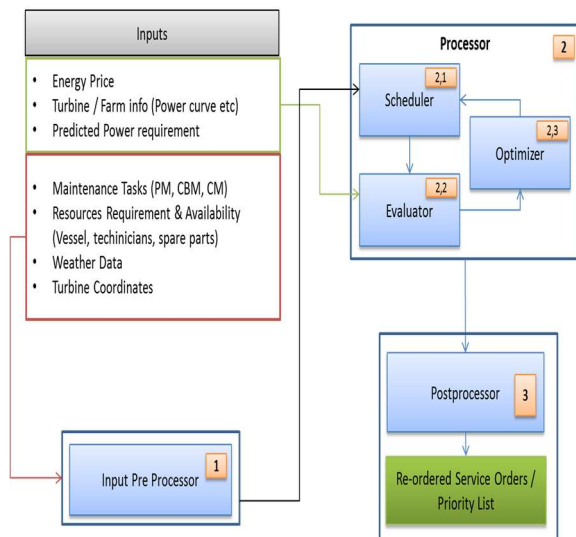 Inputs
• Energy Price
• Turbine / Farm info (Power curve etc)
• Predicted Power requirement
• Maintenance Tasks (PM, CBM, CM)
• Resources Requirement & Availability
(Vessel, techinicians, spare parts)
• Weather Data
• Turbine Coordinates
1
Input Pre Processor
Processor
2
2,1
Scheduler
2,3
Optimizer
2,2
Evaluator
Postprocessor
3
Re-ordered Service Orders /
Priority List